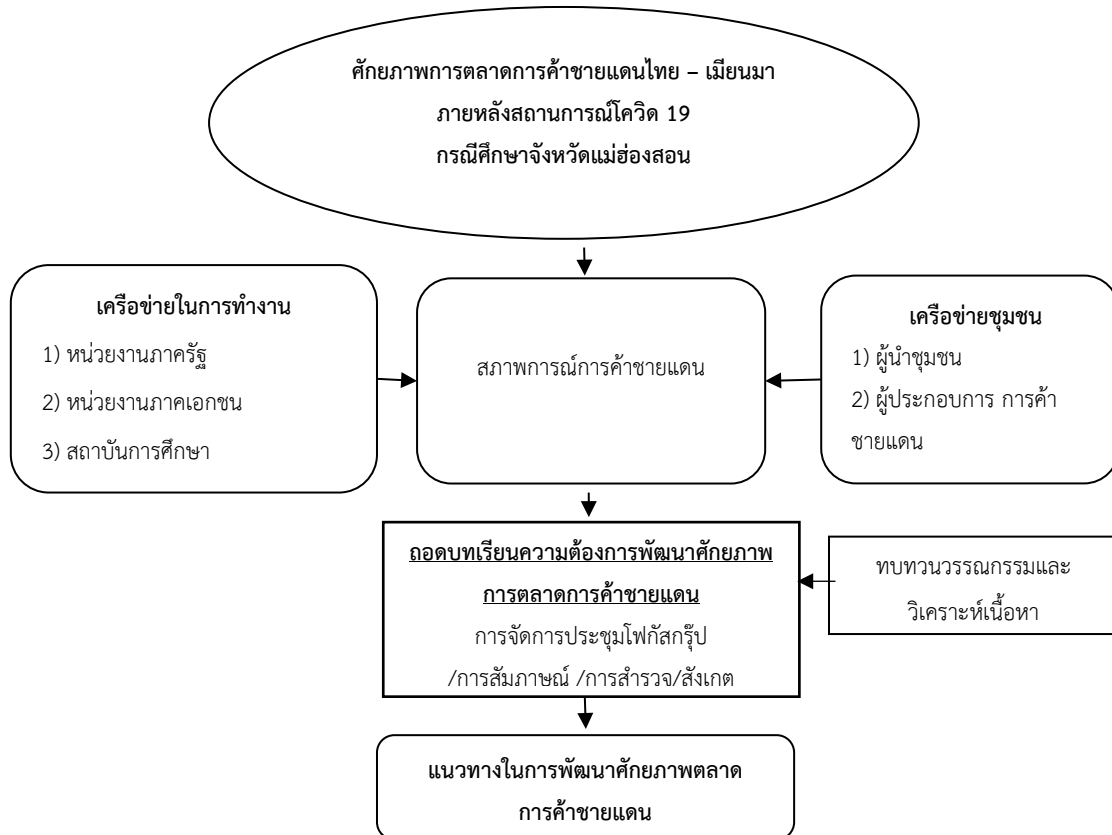 ศักยภาพการตลาดการค้าชายแดนไทย – เมียนมา
ภายหลังสถานการณ์โควิด 19
กรณีศึกษาจังหวัดแม่ฮ่องสอน
เครือข่ายในการทำงาน
1) หน่วยงานภาครัฐ
2) หน่วยงานภาคเอกชน
3) สถาบันการศึกษา
สภาพการณ์การค้าชายแดน
เครือข่ายชุมชน
1) ผู้นำชุมชน
2) ผู้ประกอบการ การค้า
ชายแดน
ถอดบทเรียนความต้องการพัฒนาศักยภาพ
การตลาดการค้าชายแดน
การจัดการประชุมโฟกัสกรุ๊ป
/การสัมภาษณ์ /การสำรวจ/สังเกต
ทบทวนวรรณกรรมและ
วิเคราะห์เนื้อหา
แนวทางในการพัฒนาศักยภาพตลาด
การค้าชายแดน